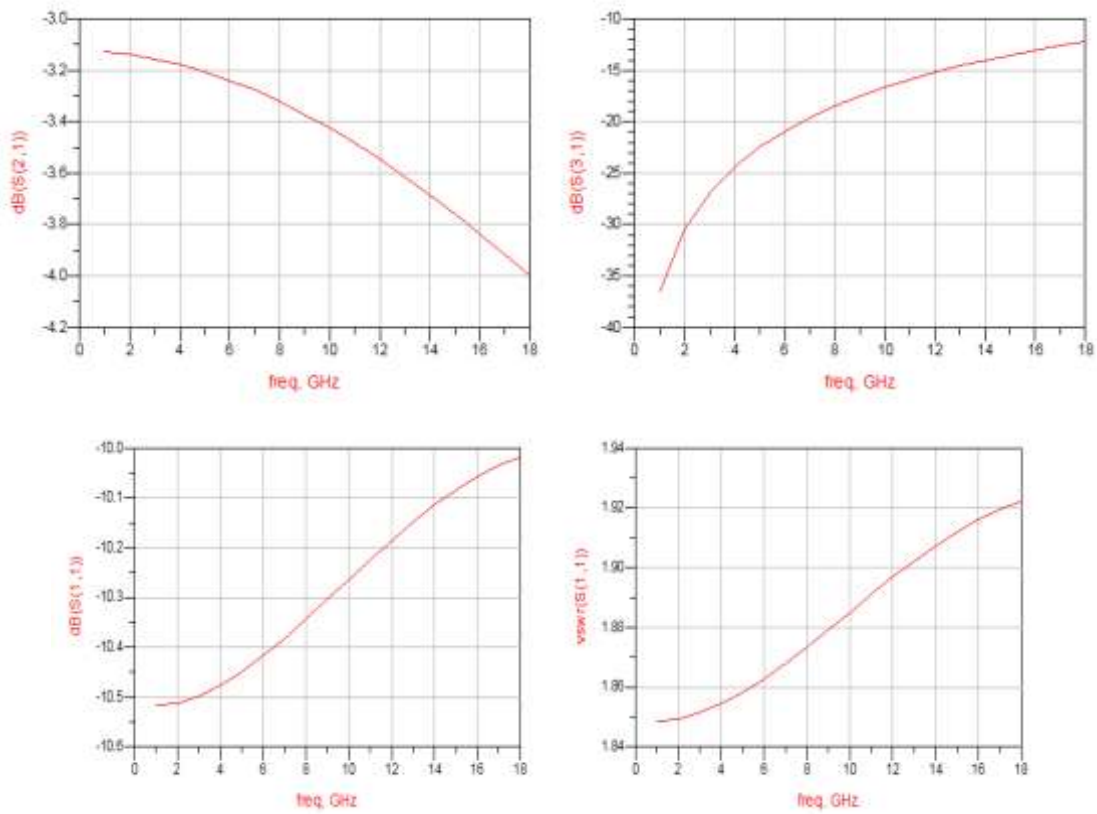 -3.0
-3.2
-3.4
-3.6
-3.8
-4.0
-4.2
dB(S(2,1))
0 2 4 6 8 10 12 14 16 18
freq, GHz
-10
-15
-20
-25
-30
-35
-40
dB(S(3,1))
0 2 4 6 8 10 12 14 16 18
freq, GHz
-10.0
-10.1
-10.2
-10.3
-10.4
-10.5
-10.6
dB(S(1,1))
0 2 4 6 8 10 12 14 16 18
freq, GHz
1.94
1.92
1.90
1.88
1.86
1.84
vswr(S(1,1))
0 2 4 6 8 10 12 14 16 18
freq, GHz